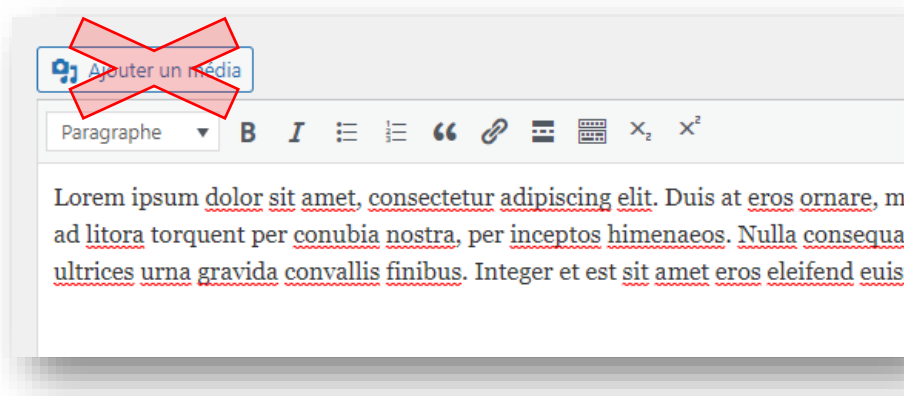 Ajouter un média
Paragraphe B I X₂ X²
Lorem ipsum dolor sit amet, consectetur adipiscing elit. Duis at eros ornare, m
ad litora torquent per conubia nostra, per inceptos himenaeos. Nulla consequa
ultrices urna gravida convallis finibus. Integer et est sit amet eros eleifend euis